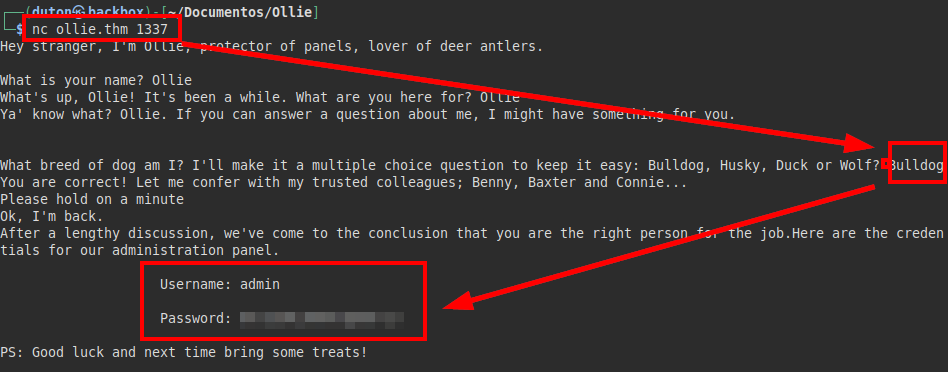 (duton㉿backbox)-[~/Documentos/Ollie]
$ nc ollie.thm 1337
Hey stranger, I'm Ollie, protector of panels, lover of deer antlers.
What is your name? Ollie
What's up, Ollie! It's been a while. What are you here for? Ollie
Ya' know what? Ollie. If you can answer a question about me, I might have something for you.
What breed of dog am I? I'll make it a multiple choice question to keep it easy: Bulldog, Husky, Duck or Wolf? Bulldog
You are correct! Let me confer with my trusted colleagues; Benny, Baxter and Connie...
Please hold on a minute
Ok, I'm back.
After a lengthy discussion, we've come to the conclusion that you are the right person for the job.Here are the creden
tials for our administration panel.
Username: admin
Password:
PS: Good luck and next time bring some treats!